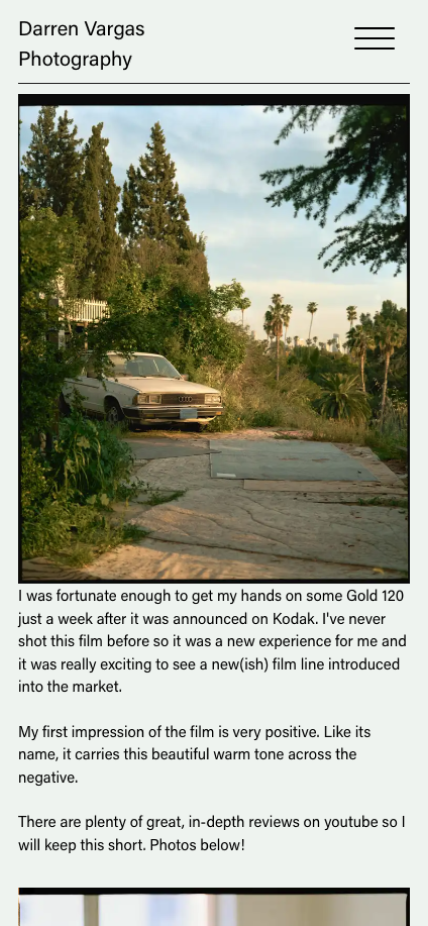 Darren Vargas
Photography
I was fortunate enough to get my hands on some Gold 120
just a week after it was announced on Kodak. I've never
shot this film before so it was a new experience for me and
it was really exciting to see a new(ish) film line introduced
into the market.
My first impression of the film is very positive. Like its
name, it carries this beautiful warm tone across the
negative.
There are plenty of great, in-depth reviews on youtube so I
will keep this short. Photos below!